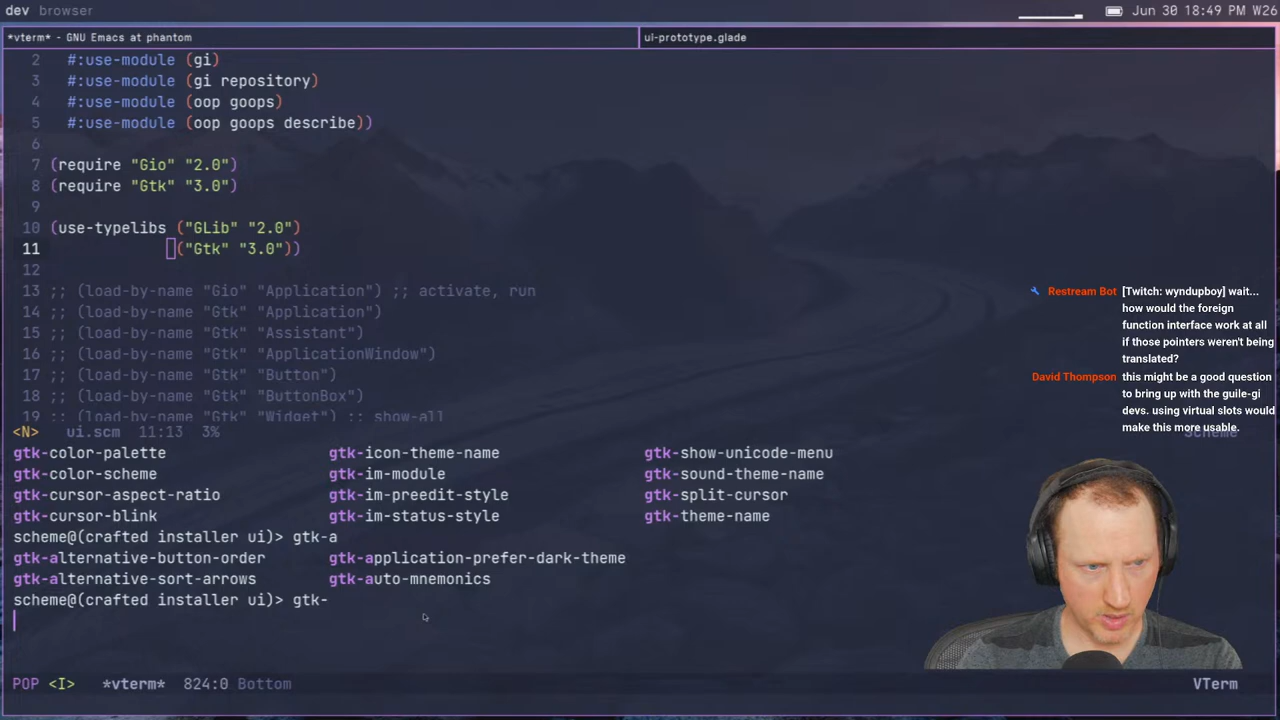 dev browser
Jun 30 18:49 PM W26
*vterm* - GNU Emacs at phantom
ui-prototype.glade
2 #:use-module (gi)
3 #:use-module (gi repository)
4 #:use-module (oop goops)
5 #:use-module (oop goops describe))
6
7 (require "Gio" "2.0")
8 (require "Gtk" "3.0")
9
10 (use-typelibs ("GLib" "2.0")
11 ("Gtk" "3.0"))
12
13 ;; (load-by-name "Gio" "Application") ;; activate, run
14 ;; (load-by-name "Gtk" "Application")
15 ;; (load-by-name "Gtk" "Assistant")
16 ;; (load-by-name "Gtk" "ApplicationWindow")
17 ;; (load-by-name "Gtk" "Button")
18 ;; (load-by-name "Gtk" "ButtonBox")
19 ;; (load-by-name "Gtk" "Widget") ;; show-all
<N> ui.scm 11:13 3% Scheme
gtk-color-palette gtk-icon-theme-name gtk-show-unicode-menu
gtk-color-scheme gtk-im-module gtk-sound-theme-name
gtk-cursor-aspect-ratio gtk-im-preedit-style gtk-split-cursor
gtk-cursor-blink gtk-im-status-style gtk-theme-name
scheme@(crafted installer ui)> gtk-a
gtk-alternative-button-order gtk-application-prefer-dark-theme
gtk-alternative-sort-arrows gtk-auto-mnemonics
scheme@(crafted installer ui)> gtk-
POP <I> *vterm* 824:0 Bottom VTerm
Restream Bot [Twitch: wyndupboy] wait...
how would the foreign
function interface work at all
if those pointers weren't being
translated?
David Thompson this might be a good question
to bring up with the guile-gi
devs. using virtual slots would
make this more usable.